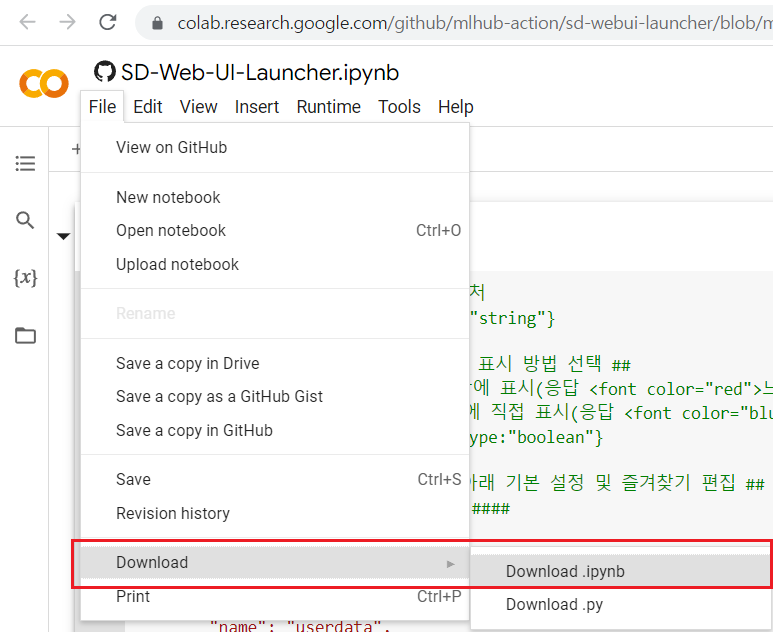 colab.research.google.com/github/mlhub-action/sd-webui-launcher/blob/m
SD-Web-UI-Launcher.ipynb
File Edit View Insert Runtime Tools Help
View on GitHub
New notebook
Open notebook Ctrl+O
Upload notebook
Rename
Save a copy in Drive
Save a copy as a GitHub Gist
Save a copy in GitHub
Save Ctrl+S
Revision history
Download ►
Print Ctrl+P
Download .ipynb
Download .py
+
{x}
처
"string"}
표시 방법 선택 ##
에 표시(응답 <font color="red">느
에 직접 표시(응답 <font color="blu
ype:"boolean"}
아래 기본 설정 및 즐겨찾기 편집 ##
####
"name": "userdata",